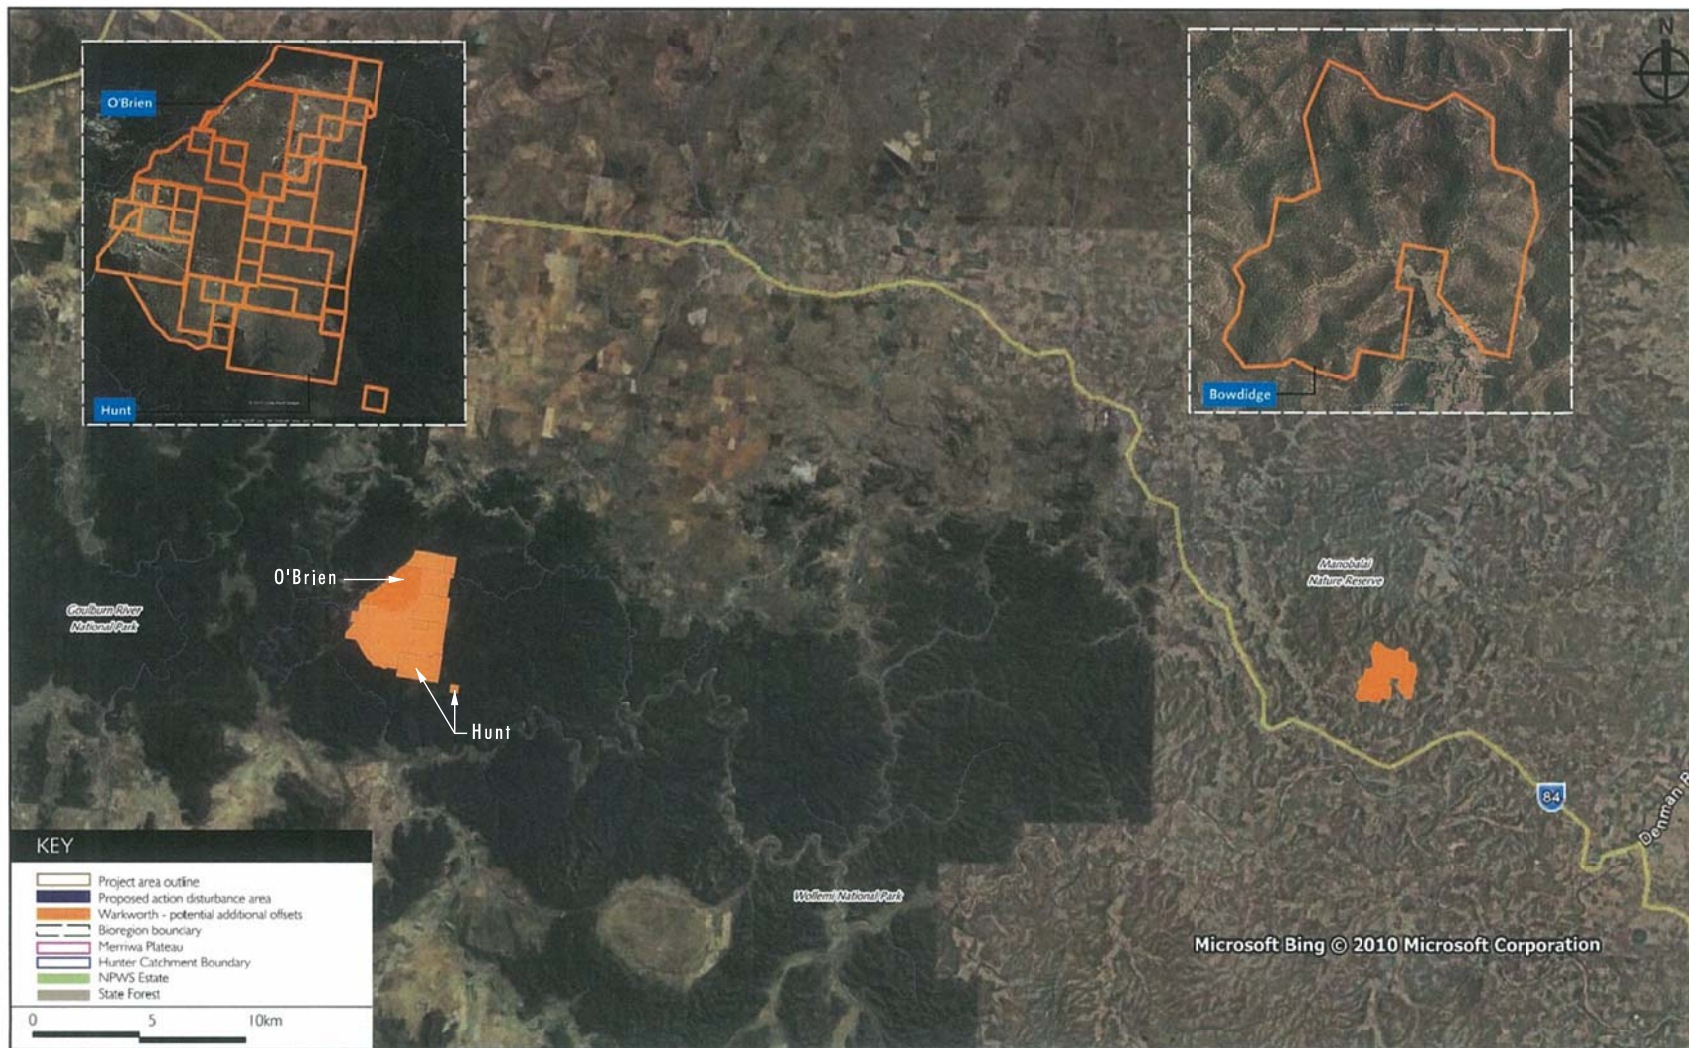 O'Brien
Hunt
N
Bowdidge
O'Brien
Hunt
Goulburn River
National Park
Manobalai
Nature Reserve
84
Denman R
Wollemi National Park
Microsoft Bing © 2010 Microsoft Corporation
KEY
Project area outline
Proposed action disturbance area
Warkworth - potential additional offsets
Bioregion boundary
Merriwa Plateau
Hunter Catchment Boundary
NPWS Estate
State Forest
0 5 10km